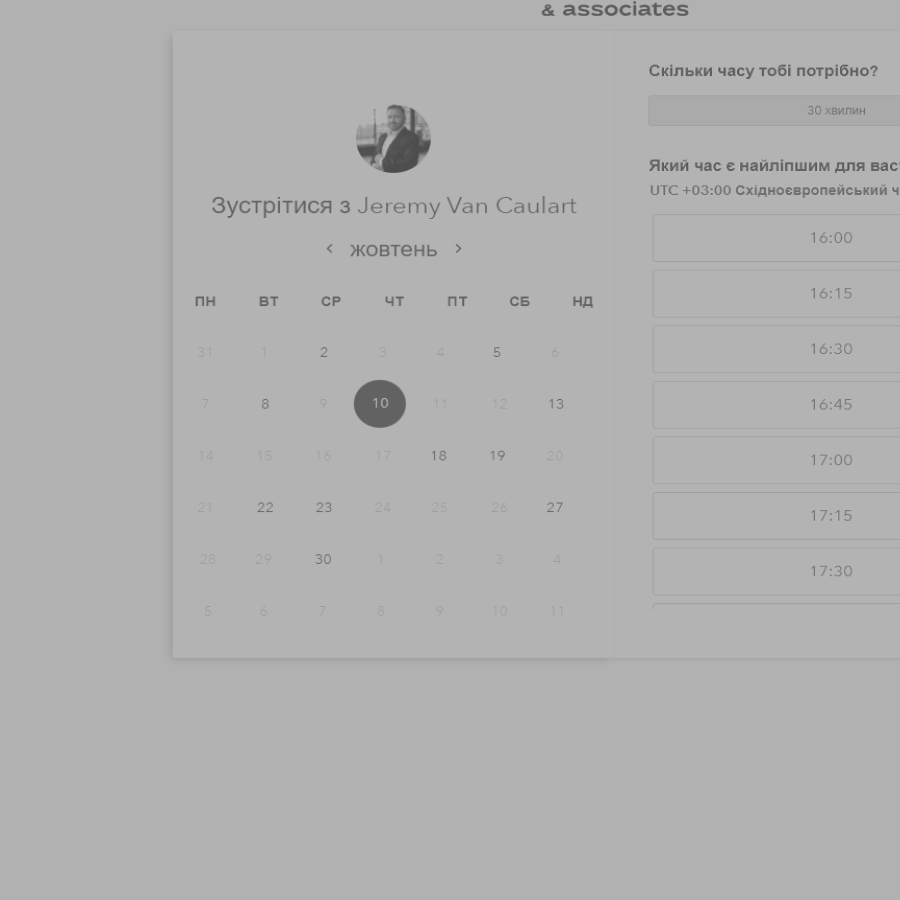 & associates
Зустрітися з Jeremy Van Caulart
жовтень
ПН ВТ СР ЧТ ПТ СБ НД
31 1 2 3 4 5 6
7 8 9 10 11 12 13
14 15 16 17 18 19 20
21 22 23 24 25 26 27
28 29 30 1 2 3 4
5 6 7 8 9 10 11
Скільки часу тобі потрібно?
30 хвилин
Який час є найліпшим для вас
UTC +03:00 Східноєвропейський ч
16:00
16:15
16:30
16:45
17:00
17:15
17:30